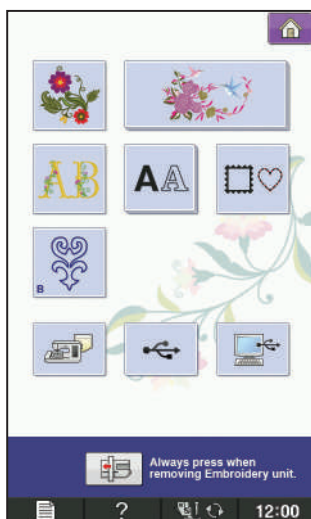 AB
AA
B
Always press when
removing Embroidery unit.
?
12:00